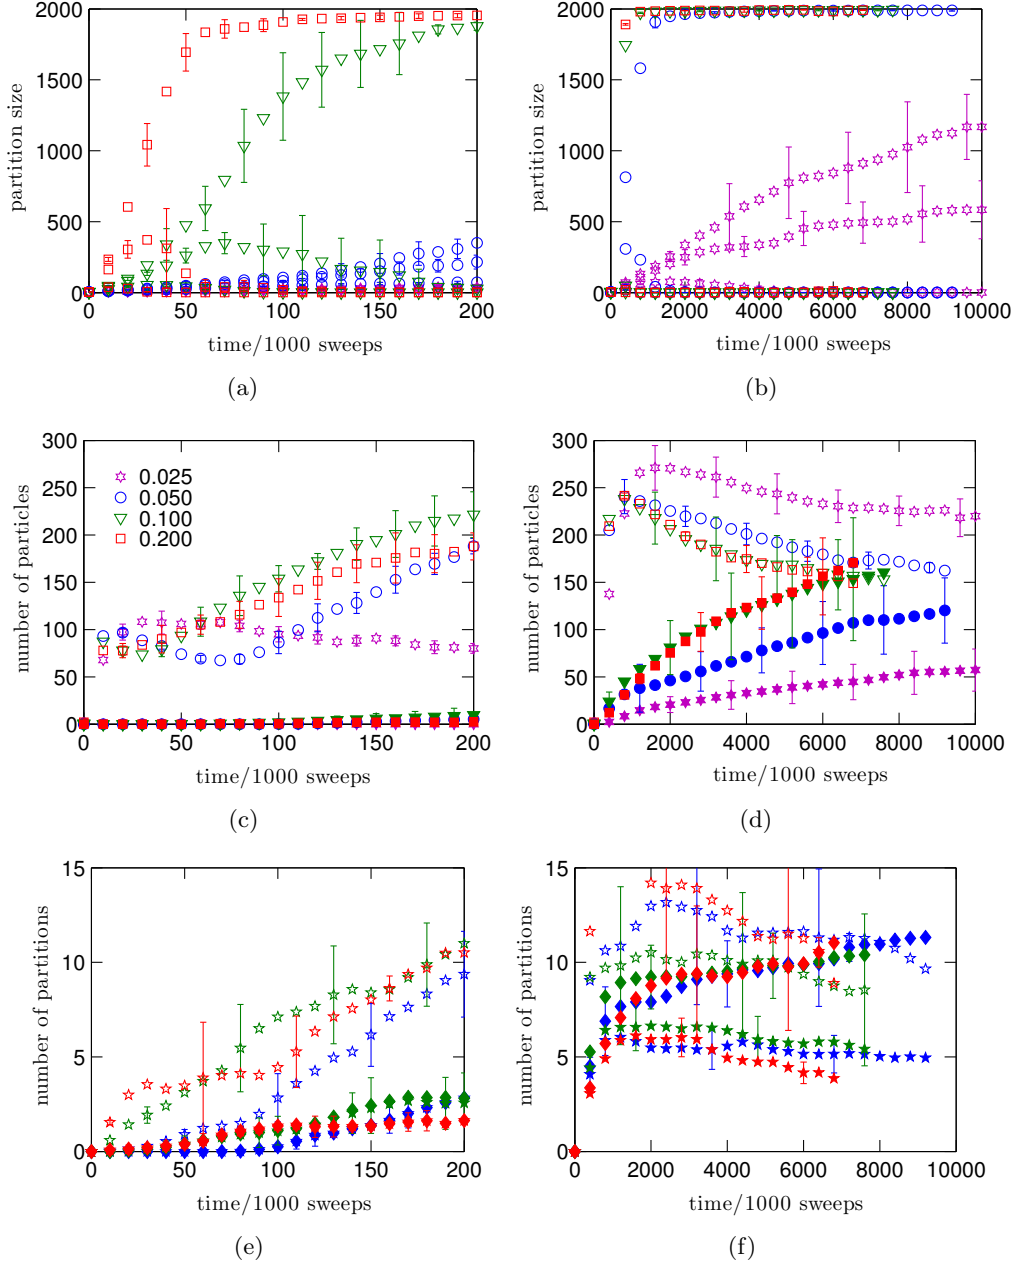 2000
1500
1000
500
0
partition size
0 50 100 150 200
time/1000 sweeps
(a)
2000
1500
1000
500
0
partition size
0 2000 4000 6000 8000 10000
time/1000 sweeps
(b)
300
250
200
150
100
50
0
number of particles
0.025
0.050
0.100
0.200
0 50 100 150 200
time/1000 sweeps
(c)
300
250
200
150
100
50
0
number of particles
0 2000 4000 6000 8000 10000
time/1000 sweeps
(d)
15
10
5
0
number of partitions
0 50 100 150 200
time/1000 sweeps
(e)
15
10
5
0
number of partitions
0 2000 4000 6000 8000 10000
time/1000 sweeps
(f)